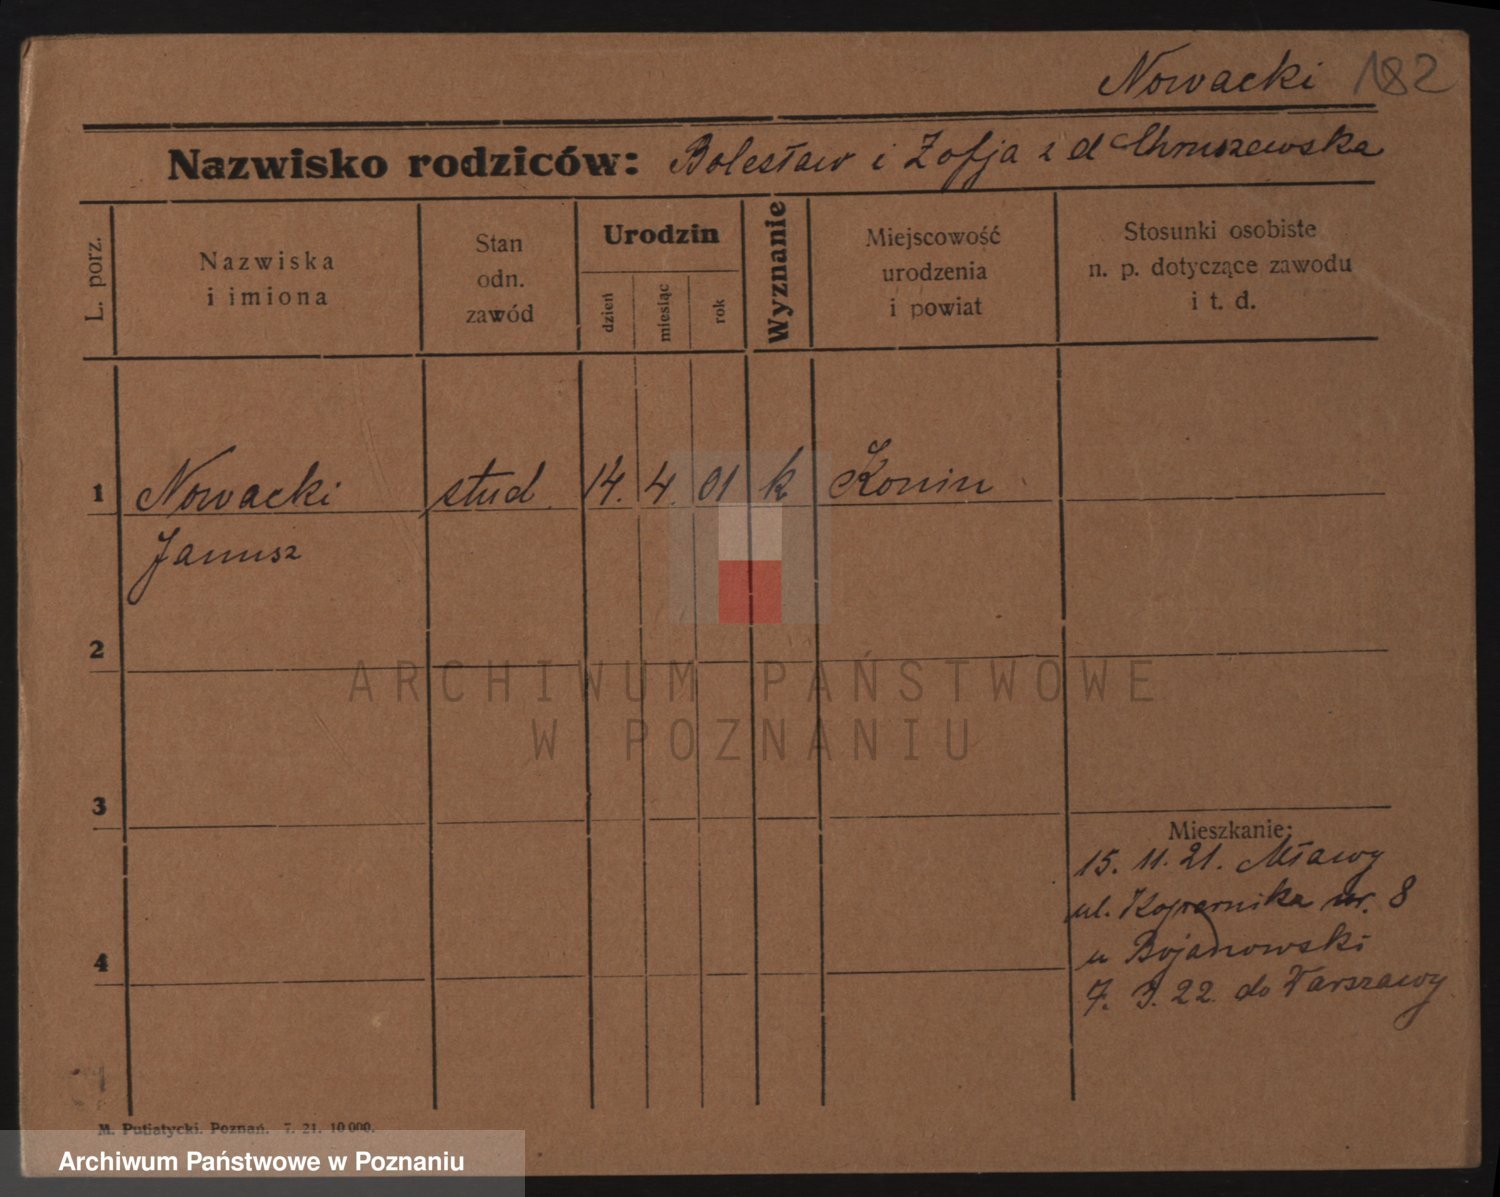 Nowacki 182
Nazwisko rodziców: Bolesław i Zofja z d Chruszewska
L. porz.
Nazwiska
i imiona
Stan
odn.
zawód
Urodzin
dzień
miesiąc
rok
Wyznanie
Miejscowość
urodzenia
i powiat
Stosunki osobiste
n. p. dotyczące zawodu
i t. d.
1 Nowacki stud 14. 4. 01 k Konin
Janusz
2
ARCHIWUM PAŃSTWOWE
W POZNANIU
3
Mieszkanie:
15. 11. 21. Mławy
ul. Kopernika nr. 8
u Bojanowski
4
7. 3. 22 do Warszawy
M. Putiatycki. Poznań. 7. 21. 10 000.
Archiwum Państwowe w Poznaniu